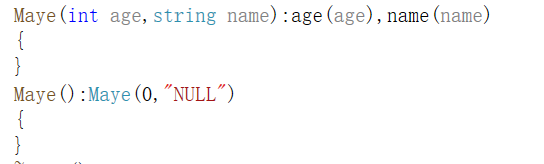 Maye(int age,string name):age(age),name(name)
{
}
Maye():Maye(0,"NULL")
{
}